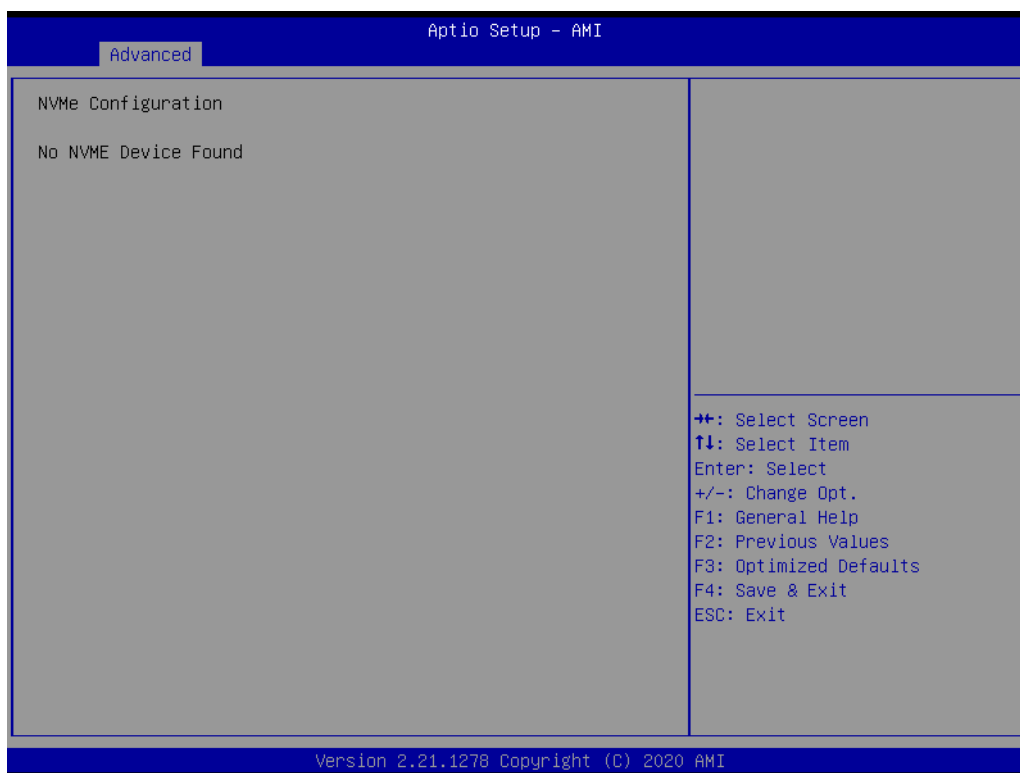 Aptio Setup – AMI
Advanced
NVMe Configuration
No NVME Device Found
→←: Select Screen
↑↓: Select Item
Enter: Select
+/-: Change Opt.
F1: General Help
F2: Previous Values
F3: Optimized Defaults
F4: Save & Exit
ESC: Exit
Version 2.21.1278 Copyright (C) 2020 AMI